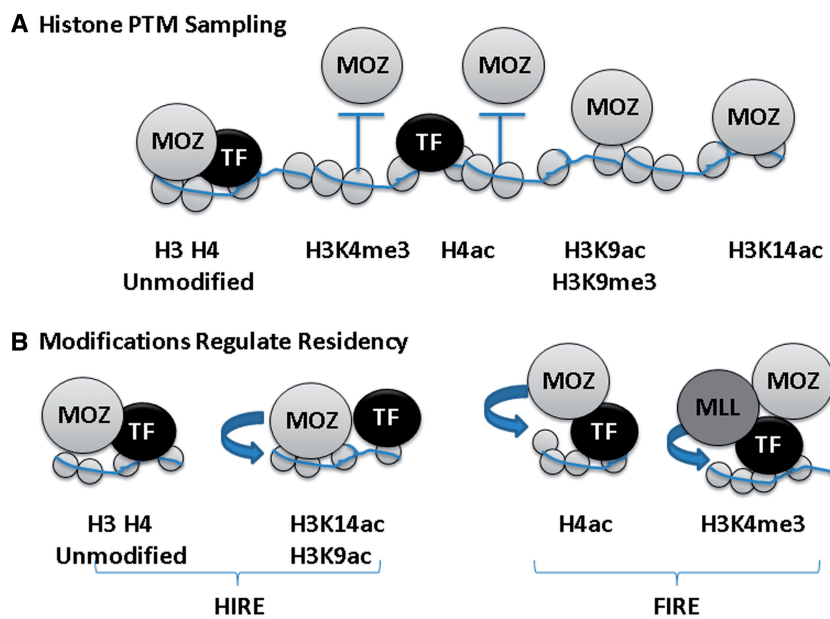 A Histone PTM Sampling
MOZ MOZ
MOZ TF TF MOZ MOZ
H3 H4 H3K4me3 H4ac H3K9ac H3K14ac
Unmodified H3K9me3
B Modifications Regulate Residency
MOZ TF MOZ TF MOZ TF MLL MOZ TF
H3 H4 H3K14ac H4ac H3K4me3
Unmodified H3K9ac
HIRE FIRE